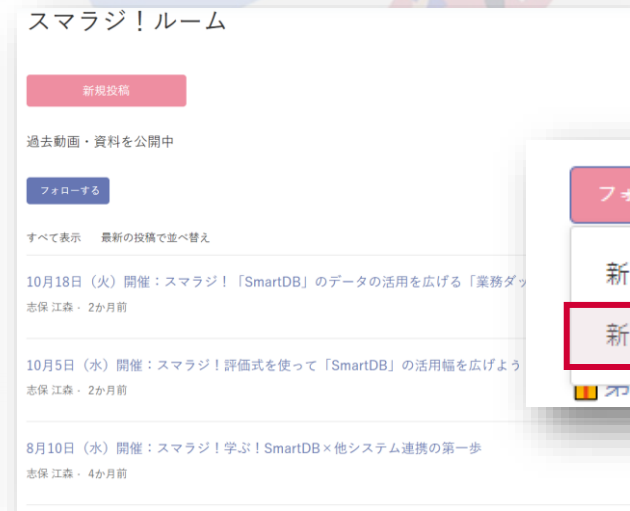 スマラジ！ルーム
新規投稿
過去動画・資料を公開中
フォローする
すべて表示 最新の投稿で並べ替え
10月18日（火）開催：スマラジ！「SmartDB」のデータの活用を広げる「業務ダッ
志保 江森 · 2か月前
10月5日（水）開催：スマラジ！評価式を使って「SmartDB」の活用幅を広げよう
志保 江森 · 2か月前
8月10日（水）開催：スマラジ！学ぶ！SmartDB×他システム連携の第一歩
志保 江森 · 4か月前
フォ
新
新